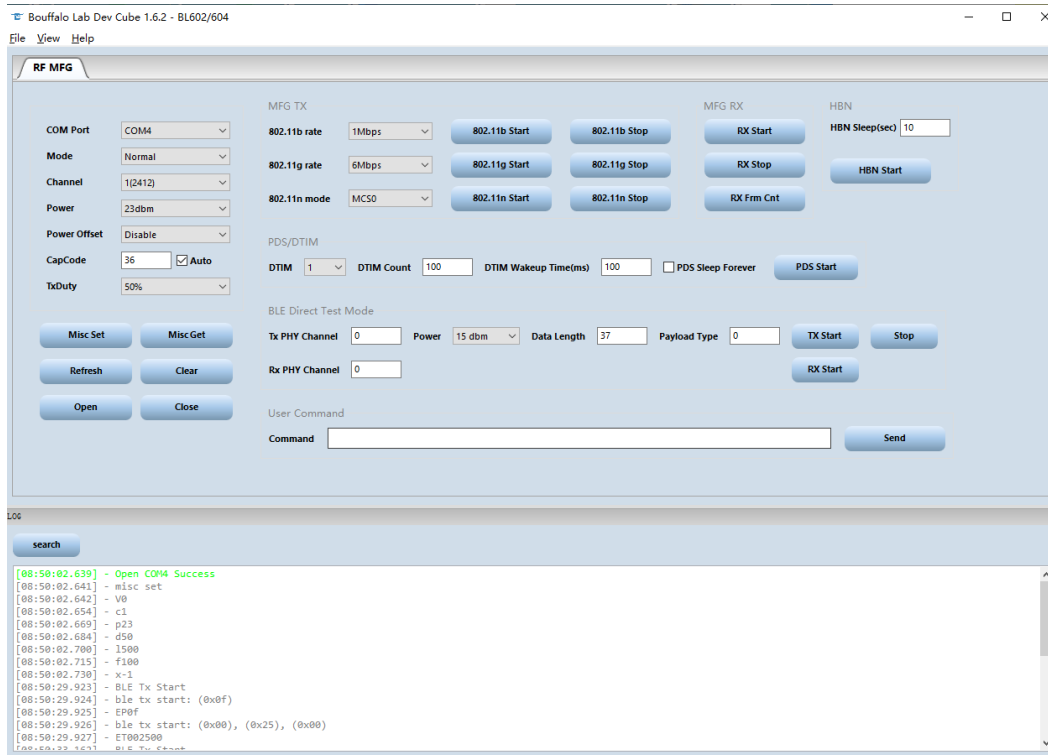 Bouffalo Lab Dev Cube 1.6.2 - BL602/604
File View Help
RF MFG
COM Port COM4
Mode Normal
Channel 1(2412)
Power 23dbm
Power Offset Disable
CapCode 36 Auto
TxDuty 50%
Misc Set Misc Get
Refresh Clear
Open Close
MFG TX
802.11b rate 1Mbps 802.11b Start 802.11b Stop
802.11g rate 6Mbps 802.11g Start 802.11g Stop
802.11n mode MCS0 802.11n Start 802.11n Stop
MFG RX
RX Start
RX Stop
RX Frm Cnt
HBN
HBN Sleep(sec) 10
HBN Start
PDS/DTIM
DTIM 1 DTIM Count 100 DTIM Wakeup Time(ms) 100 PDS Sleep Forever PDS Start
BLE Direct Test Mode
Tx PHY Channel 0 Power 15 dbm Data Length 37 Payload Type 0 TX Start Stop
Rx PHY Channel 0 RX Start
User Command
Command Send
LOG
search
[08:50:02.639] - Open COM4 Success
[08:50:02.641] - misc set
[08:50:02.642] - V0
[08:50:02.654] - c1
[08:50:02.669] - p23
[08:50:02.684] - d50
[08:50:02.700] - l500
[08:50:02.715] - f100
[08:50:02.730] - x-1
[08:50:29.923] - BLE Tx Start
[08:50:29.924] - ble tx start: (0x0f)
[08:50:29.925] - EP0f
[08:50:29.926] - ble tx start: (0x00), (0x25), (0x00)
[08:50:29.927] - ET002500
[08:50:33.162] - BLE Tx Start